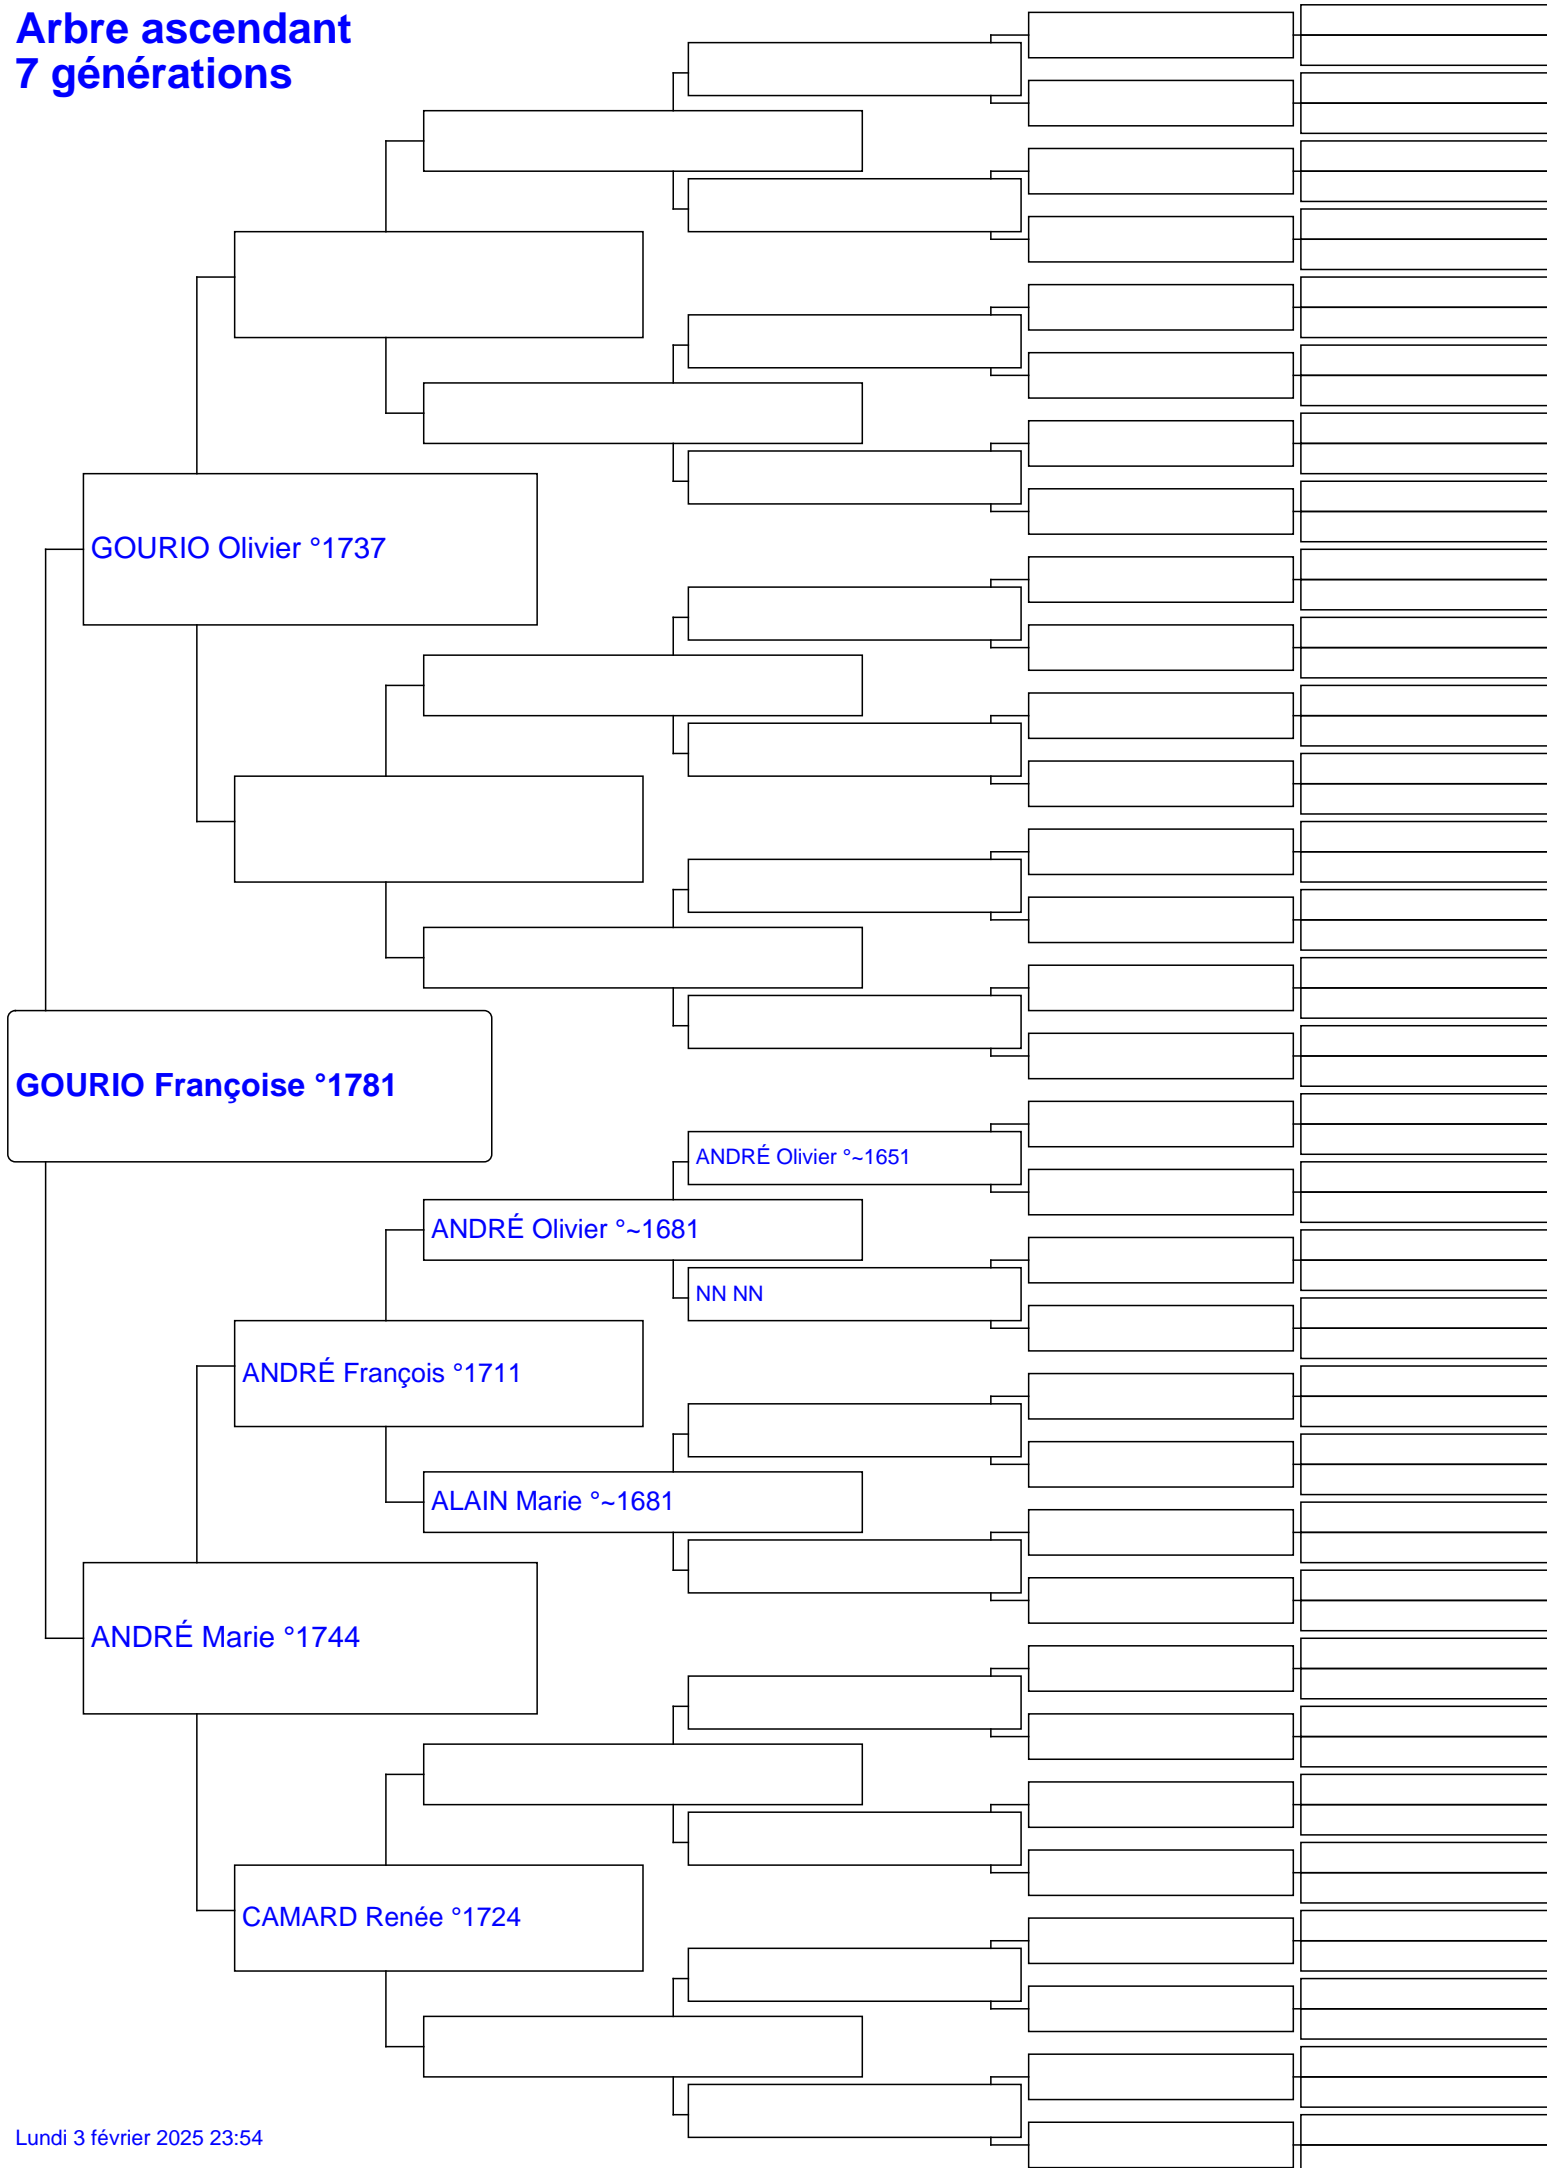 Arbre ascendant
7 générations
GOURIO Olivier °1737
GOURIO Françoise °1781
ANDRÉ Olivier °~1651
ANDRÉ Olivier °~1681
NN NN
ANDRÉ François °1711
ALAIN Marie °~1681
ANDRÉ Marie °1744
CAMARD Renée °1724
Lundi 3 février 2025 23:54